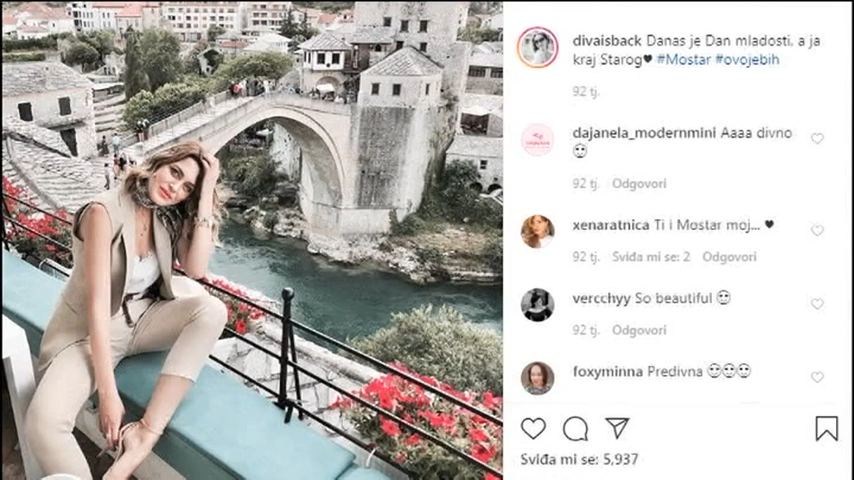 divaisback Danas je Dan mladosti, a ja
kraj Starog♥ #Mostar #ovojebih
92 tj.
dajanela_modernmini Aaaa divno
92 tj. Odgovori
xenaratnica Ti i Mostar moj... ♥
92 tj. Sviđa mi se: 2 Odgovori
vercchyy So beautiful
92 tj. Odgovori
foxyminna Predivna
Sviđa mi se: 5,937